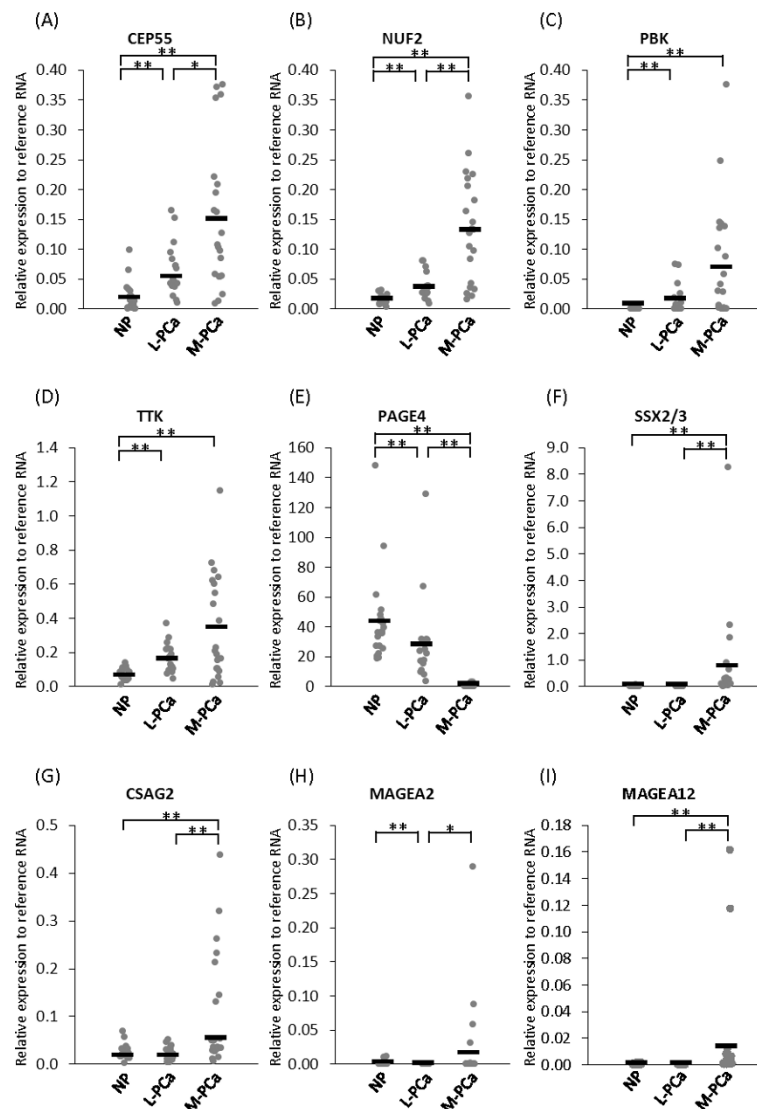 (A)
CEP55
Relative expression to reference RNA
**
** *
0.40
0.35
0.30
0.25
0.20
0.15
0.10
0.05
0.00
NP L-PCa M-PCa
(B)
NUF2
Relative expression to reference RNA
**
** **
0.40
0.35
0.30
0.25
0.20
0.15
0.10
0.05
0.00
NP L-PCa M-PCa
(C)
PBK
Relative expression to reference RNA
**
**
0.40
0.35
0.30
0.25
0.20
0.15
0.10
0.05
0.00
NP L-PCa M-PCa
(D)
TTK
Relative expression to reference RNA
**
**
1.4
1.2
1.0
0.8
0.6
0.4
0.2
0.0
NP L-PCa M-PCa
(E)
PAGE4
Relative expression to reference RNA
**
** **
160
140
120
100
80
60
40
20
0
NP L-PCa M-PCa
(F)
SSX2/3
Relative expression to reference RNA
**
**
9.0
8.0
7.0
6.0
5.0
4.0
3.0
2.0
1.0
0.0
NP L-PCa M-PCa
(G)
CSAG2
Relative expression to reference RNA
**
**
0.5
0.4
0.3
0.2
0.1
0.0
NP L-PCa M-PCa
(H)
MAGEA2
Relative expression to reference RNA
** *
0.35
0.30
0.25
0.20
0.15
0.10
0.05
0.00
NP L-PCa M-PCa
(I)
MAGEA12
Relative expression to reference RNA
**
**
0.18
0.16
0.14
0.12
0.10
0.08
0.06
0.04
0.02
0.00
NP L-PCa M-PCa